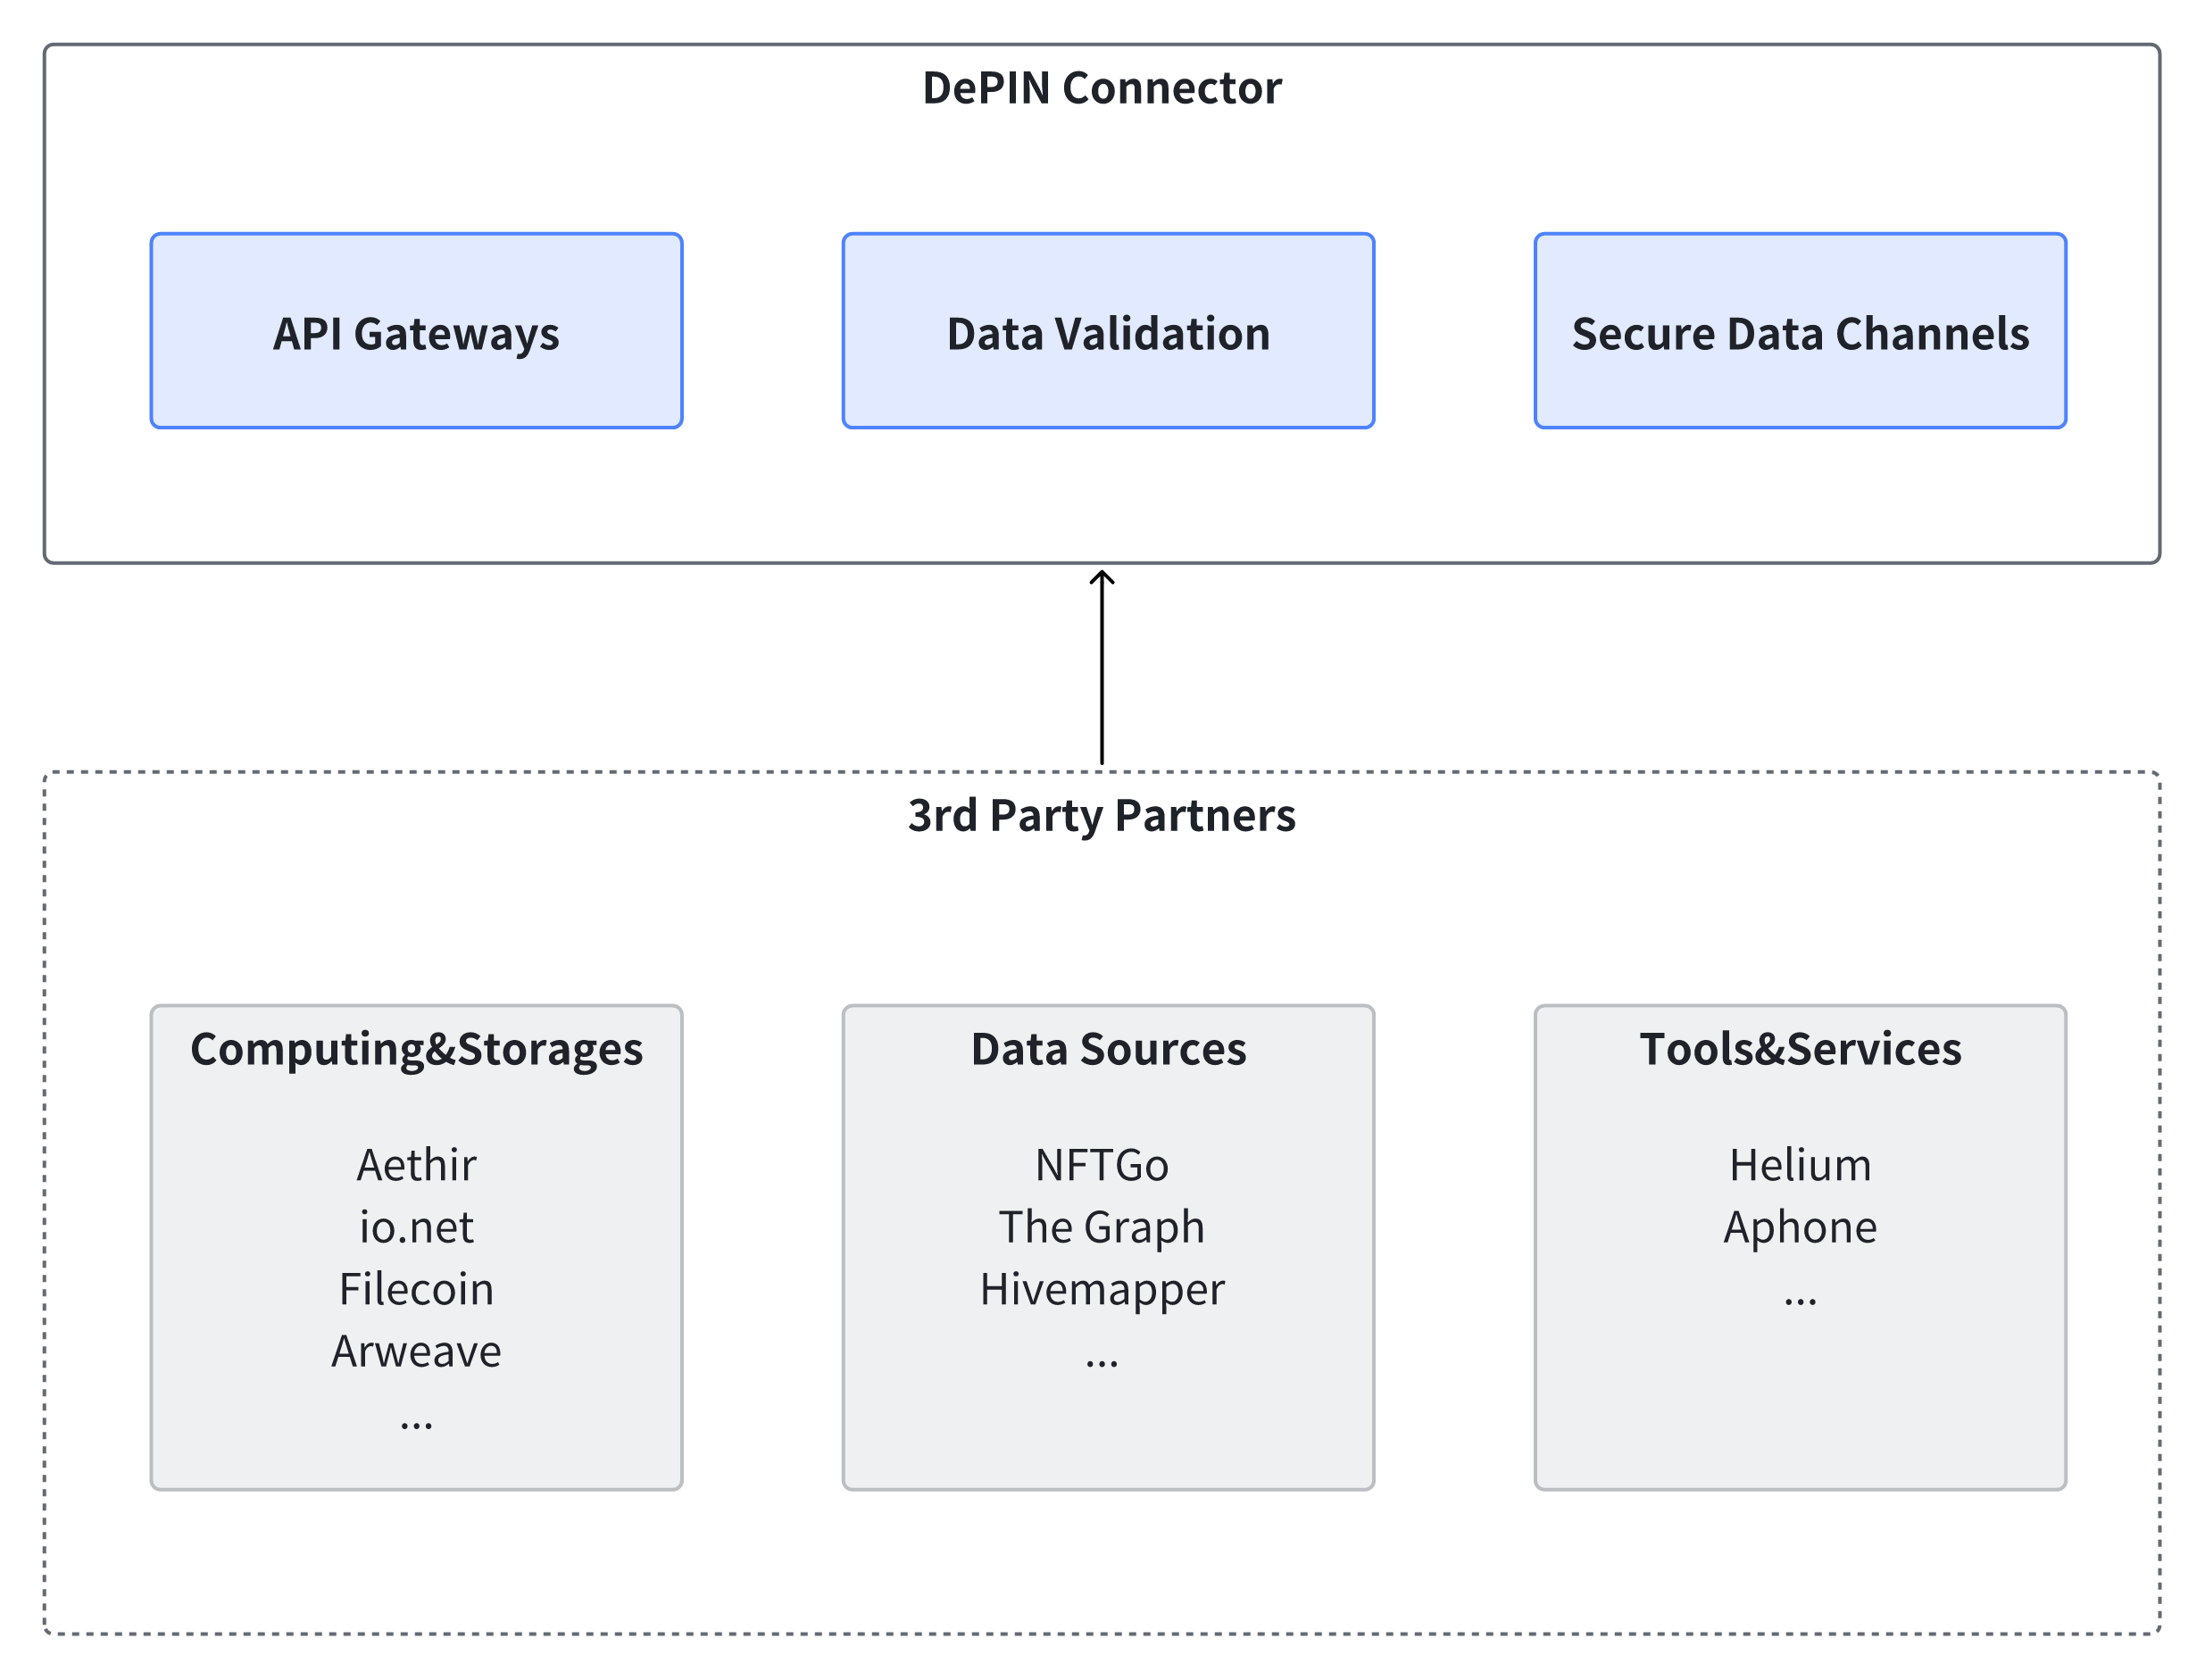 DePIN Connector
API Gateways
Data Validation
Secure Data Channels
3rd Party Partners
Computing&Storages
Aethir
io.net
Filecoin
Arweave
...
Data Sources
NFTGo
The Graph
Hivemapper
...
Tools&Services
Helium
Aphone
...